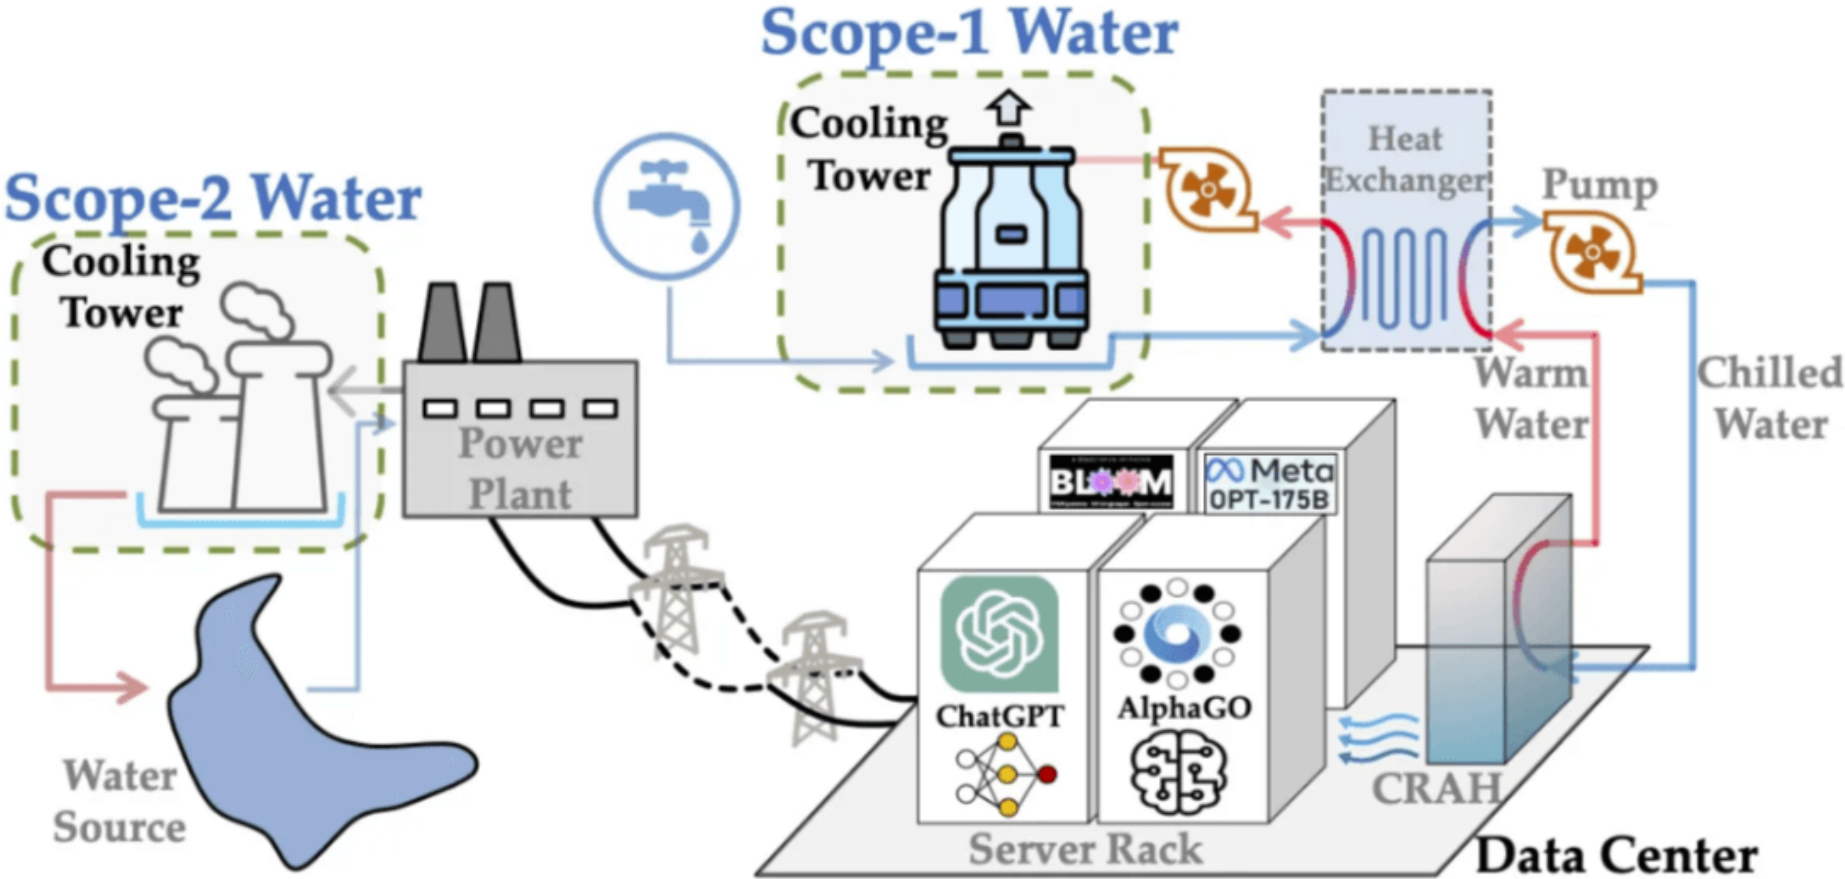 Scope-1 Water
Cooling
Tower
Heat
Exchanger
Pump
Scope-2 Water
Cooling
Tower
Power
Plant
Warm
Water
Chilled
Water
BLOOM
Meta
OPT-175B
ChatGPT
AlphaGO
Water
Source
CRAH
Server Rack
Data Center